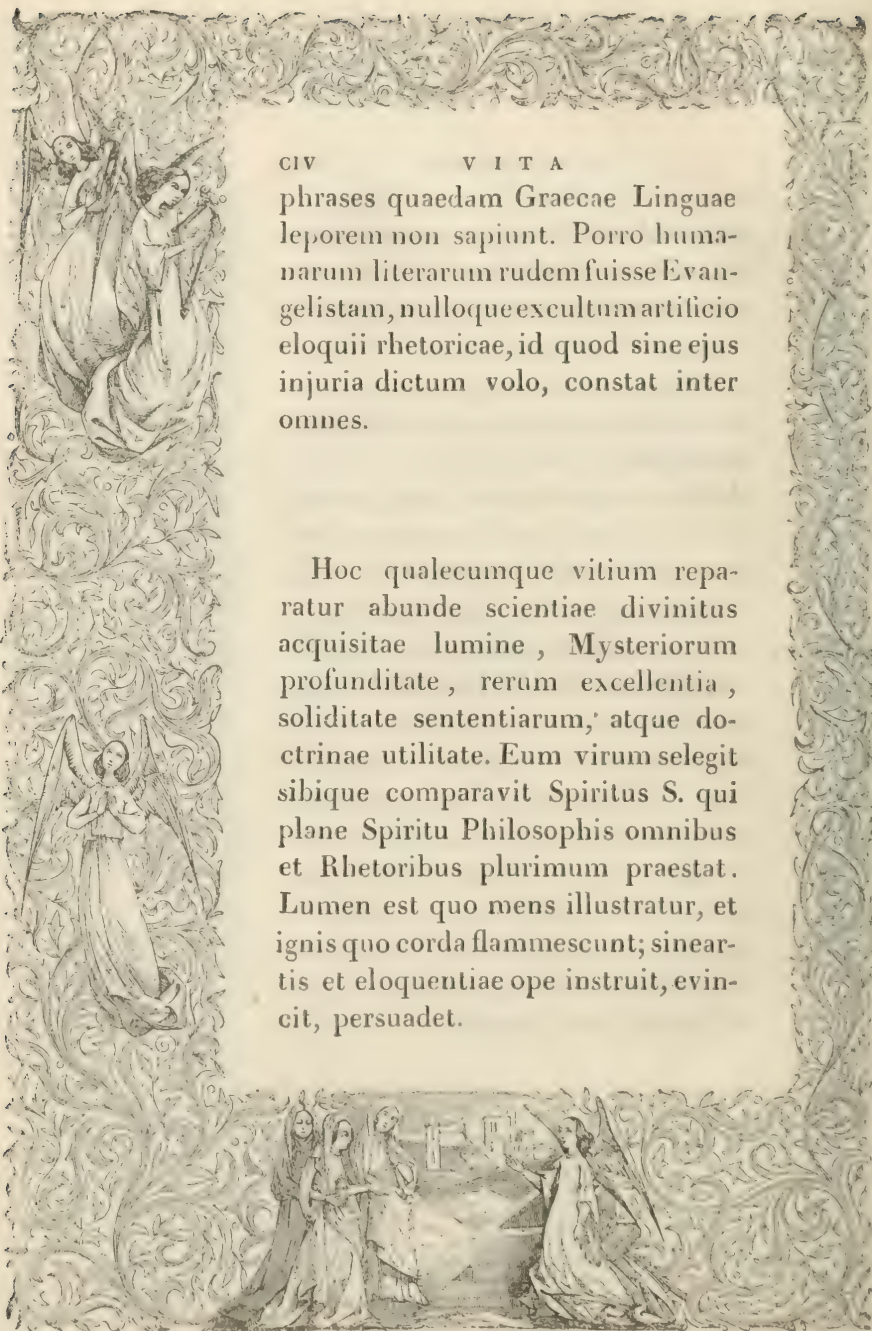 CIV VITA
phrases quaedam Graecae Linguae
leporem non sapiunt. Porro huma-
narum literarum rudem fuisse Evan-
gelistam, nulloque excultum artificio
eloquii rhetoricae, id quod sine ejus
injuria dictum volo, constat inter
omnes.
Hoc qualecumque vitium repa-
ratur abunde scientiae divinitus
acquisitae lumine , Mysteriorum
profunditate , rerum excellentia ,
soliditate sententiarum, atque do-
ctrinae utilitate. Eum virum selegit
sibique comparavit Spiritus S. qui
plane Spiritu Philosophis omnibus
et Rhetoribus plurimum praestat.
Lumen est quo mens illustratur, et
ignis quo corda flammescunt; sine ar-
tis et eloquentiae ope instruit, evin-
cit, persuadet.